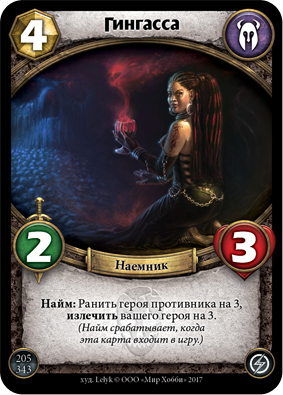 4
Гингасса
2
3
Наемник
Найм: Ранить героя противника на 3,
излечить вашего героя на 3.
(Найм срабатывает, когда
эта карта входит в игру.)
205
343
худ. Lelyk © ООО «Мир Хобби» 2017